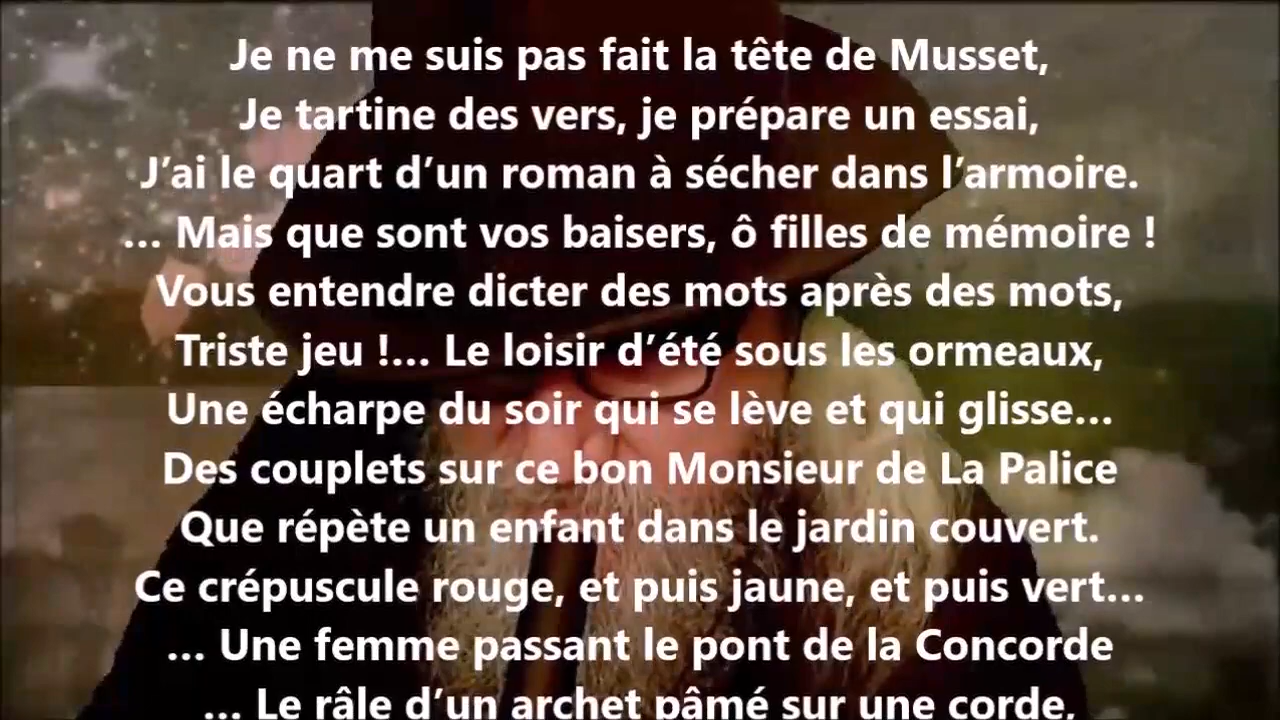 Je ne me suis pas fait la tête de Musset,
Je tartine des vers, je prépare un essai,
J’ai le quart d’un roman à sécher dans l’armoire.
… Mais que sont vos baisers, ô filles de mémoire !
Vous entendre dicter des mots après des mots,
Triste jeu !… Le loisir d’été sous les ormeaux,
Une écharpe du soir qui se lève et qui glisse…
Des couplets sur ce bon Monsieur de La Palice
Que répète un enfant dans le jardin couvert.
Ce crépuscule rouge, et puis jaune, et puis vert…
… Une femme passant le pont de la Concorde
… Le râle d’un archet pâmé sur une corde,